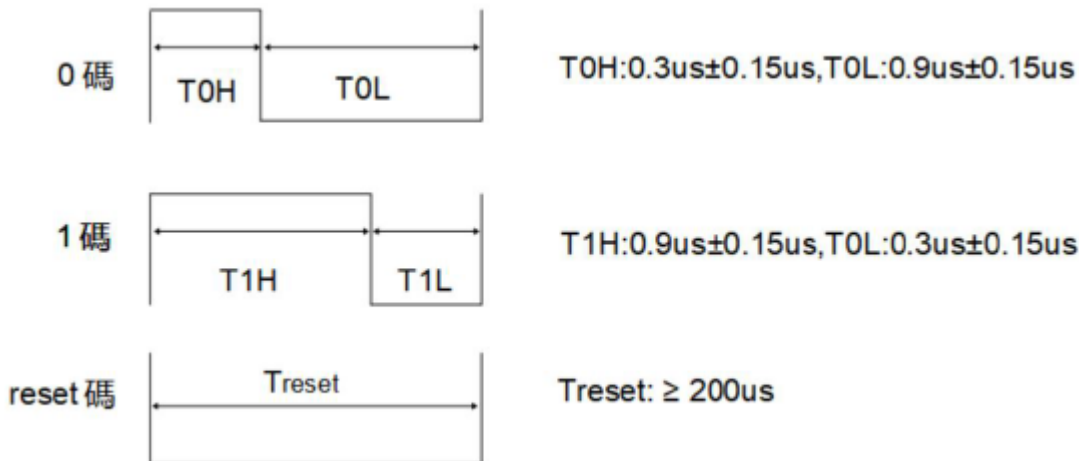 0 碼
T0H
T0L
T0H:0.3us±0.15us,T0L:0.9us±0.15us
1 碼
T1H
T1L
T1H:0.9us±0.15us,T0L:0.3us±0.15us
reset 碼
Treset
Treset: ≥ 200us